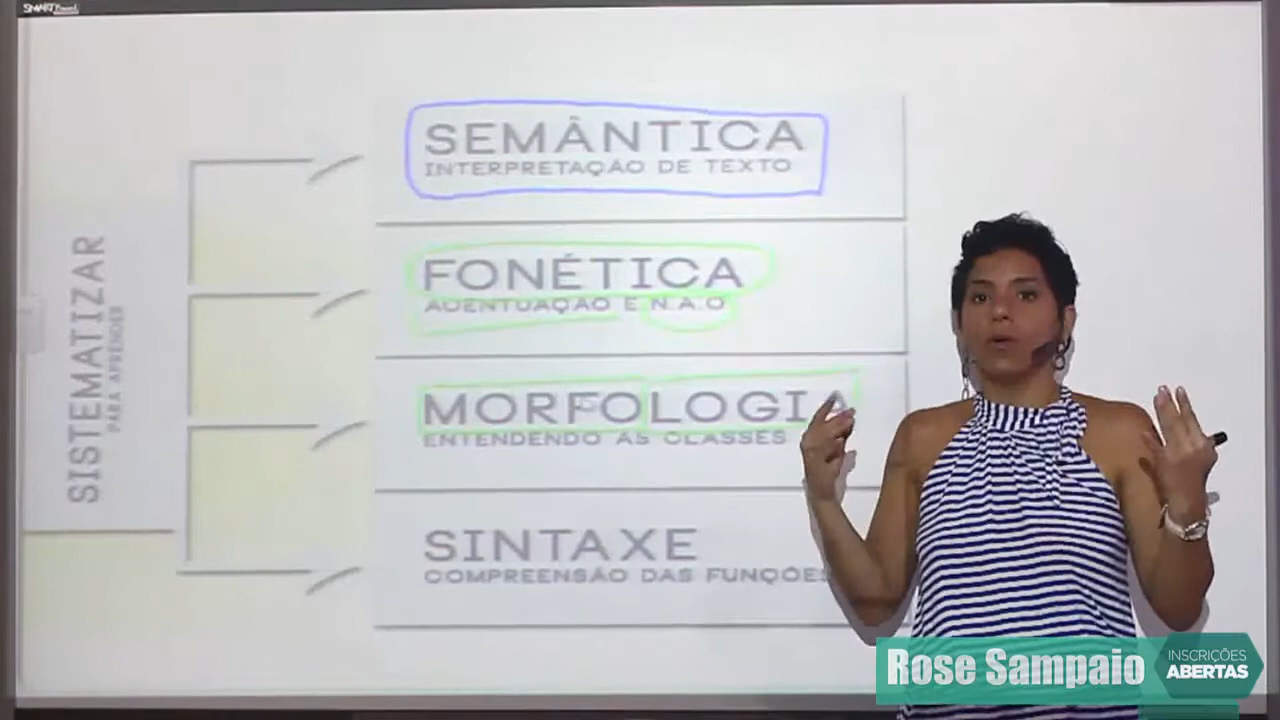 SISTEMATIZAR
PARA APRENDER
SEMÂNTICA
INTERPRETAÇÃO DE TEXTO
FONÉTICA
ACENTUAÇÃO E N.A.O
MORFOLOGIA
ENTENDENDO AS CLASSES
SINTAXE
COMPREENSÃO DAS FUNÇÕES
Rose Sampaio
INSCRIÇÕES
ABERTAS